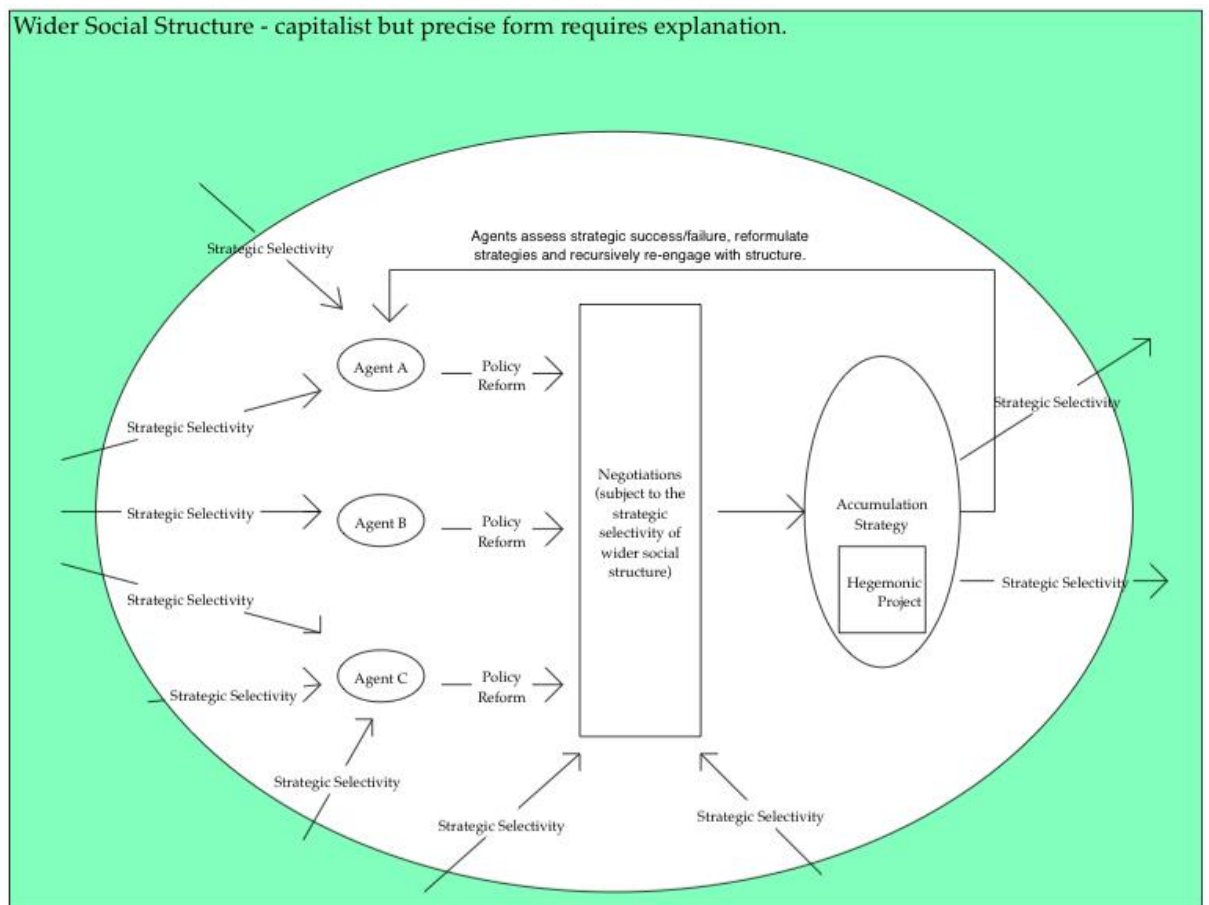 Wider Social Structure - capitalist but precise form requires explanation.
Agents assess strategic success/failure, reformulate
strategies and recursively re-engage with structure.
Strategic Selectivity
Agent A
Policy
Reform
Strategic Selectivity
Strategic Selectivity
Negotiations
(subject to the
strategic
selectivity of
wider social
structure)
Accumulation
Strategy
Strategic Selectivity
Agent B
Policy
Reform
Hegemonic
Project
Strategic Selectivity
Strategic Selectivity
Agent C
Policy
Reform
Strategic Selectivity
Strategic Selectivity
Strategic Selectivity
Strategic Selectivity